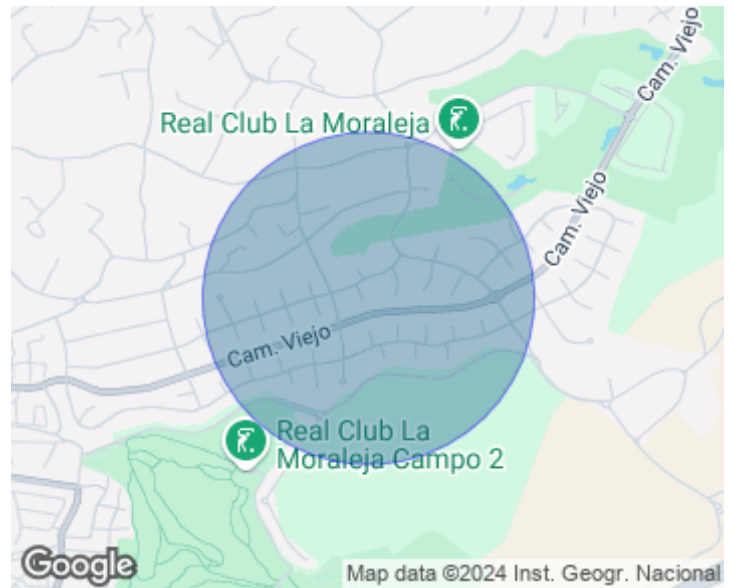 Cam. Viejo
Real Club La Moraleja
Cam. Viejo
Cam. Viejo
Real Club La
Moraleja Campo 2
Google
Map data ©2024 Inst. Geogr. Nacional